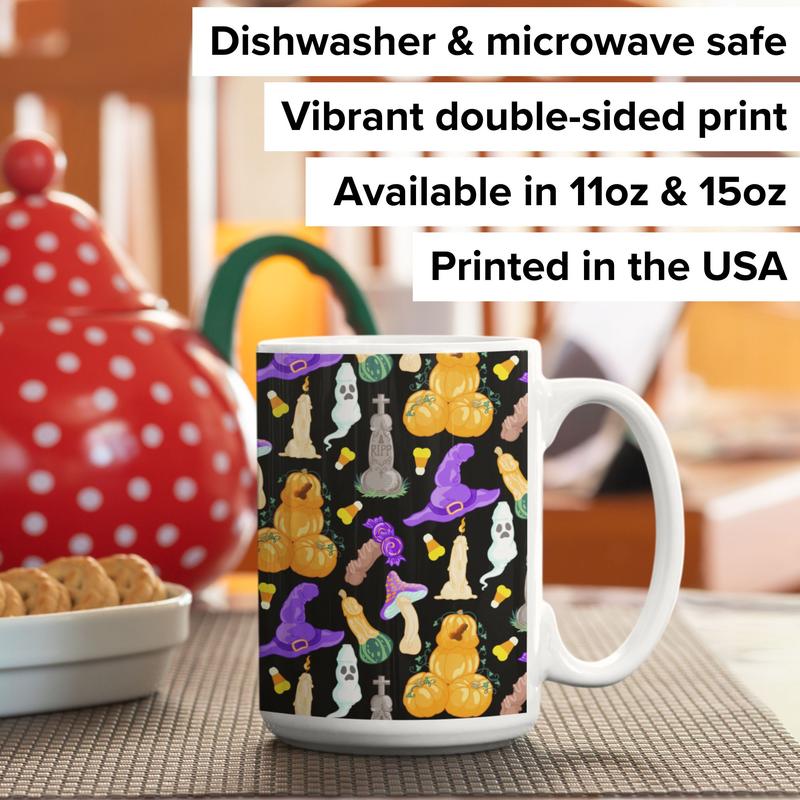 Dishwasher & microwave safe
Vibrant double-sided print
Available in 11oz & 15oz
Printed in the USA
RIPP